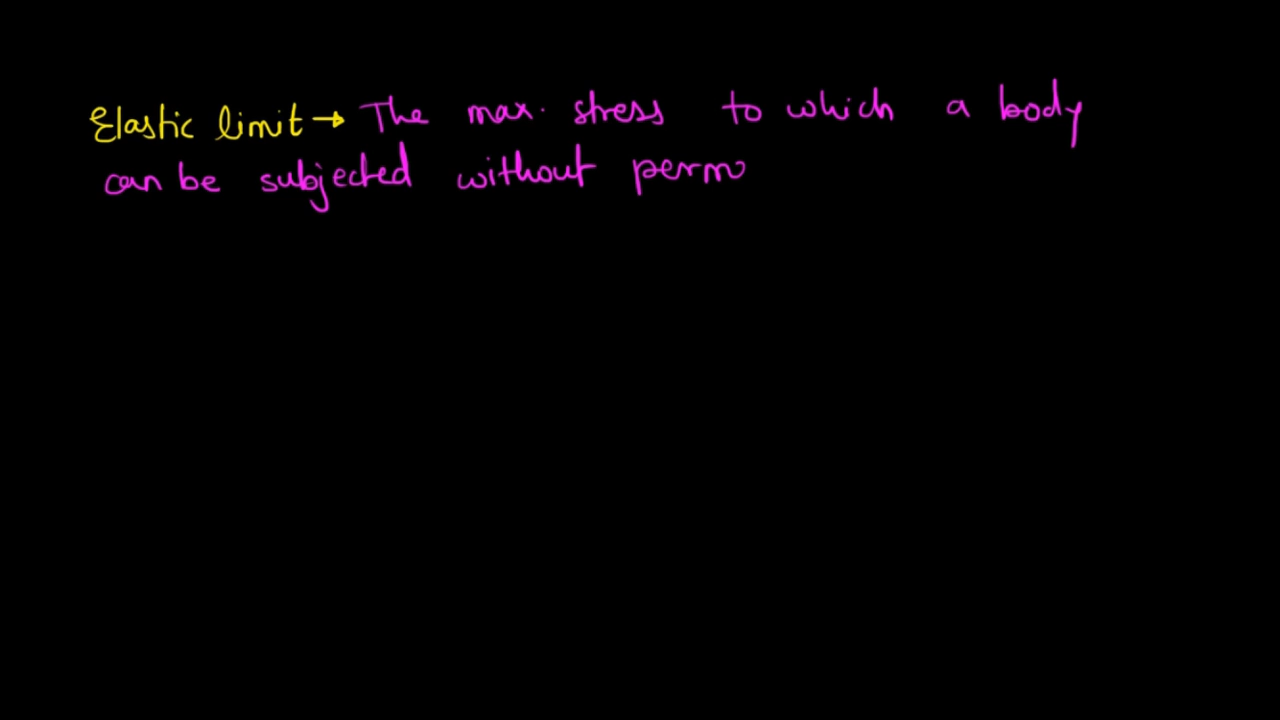 Elastic limit → The max. stress to which a body
can be subjected without perm